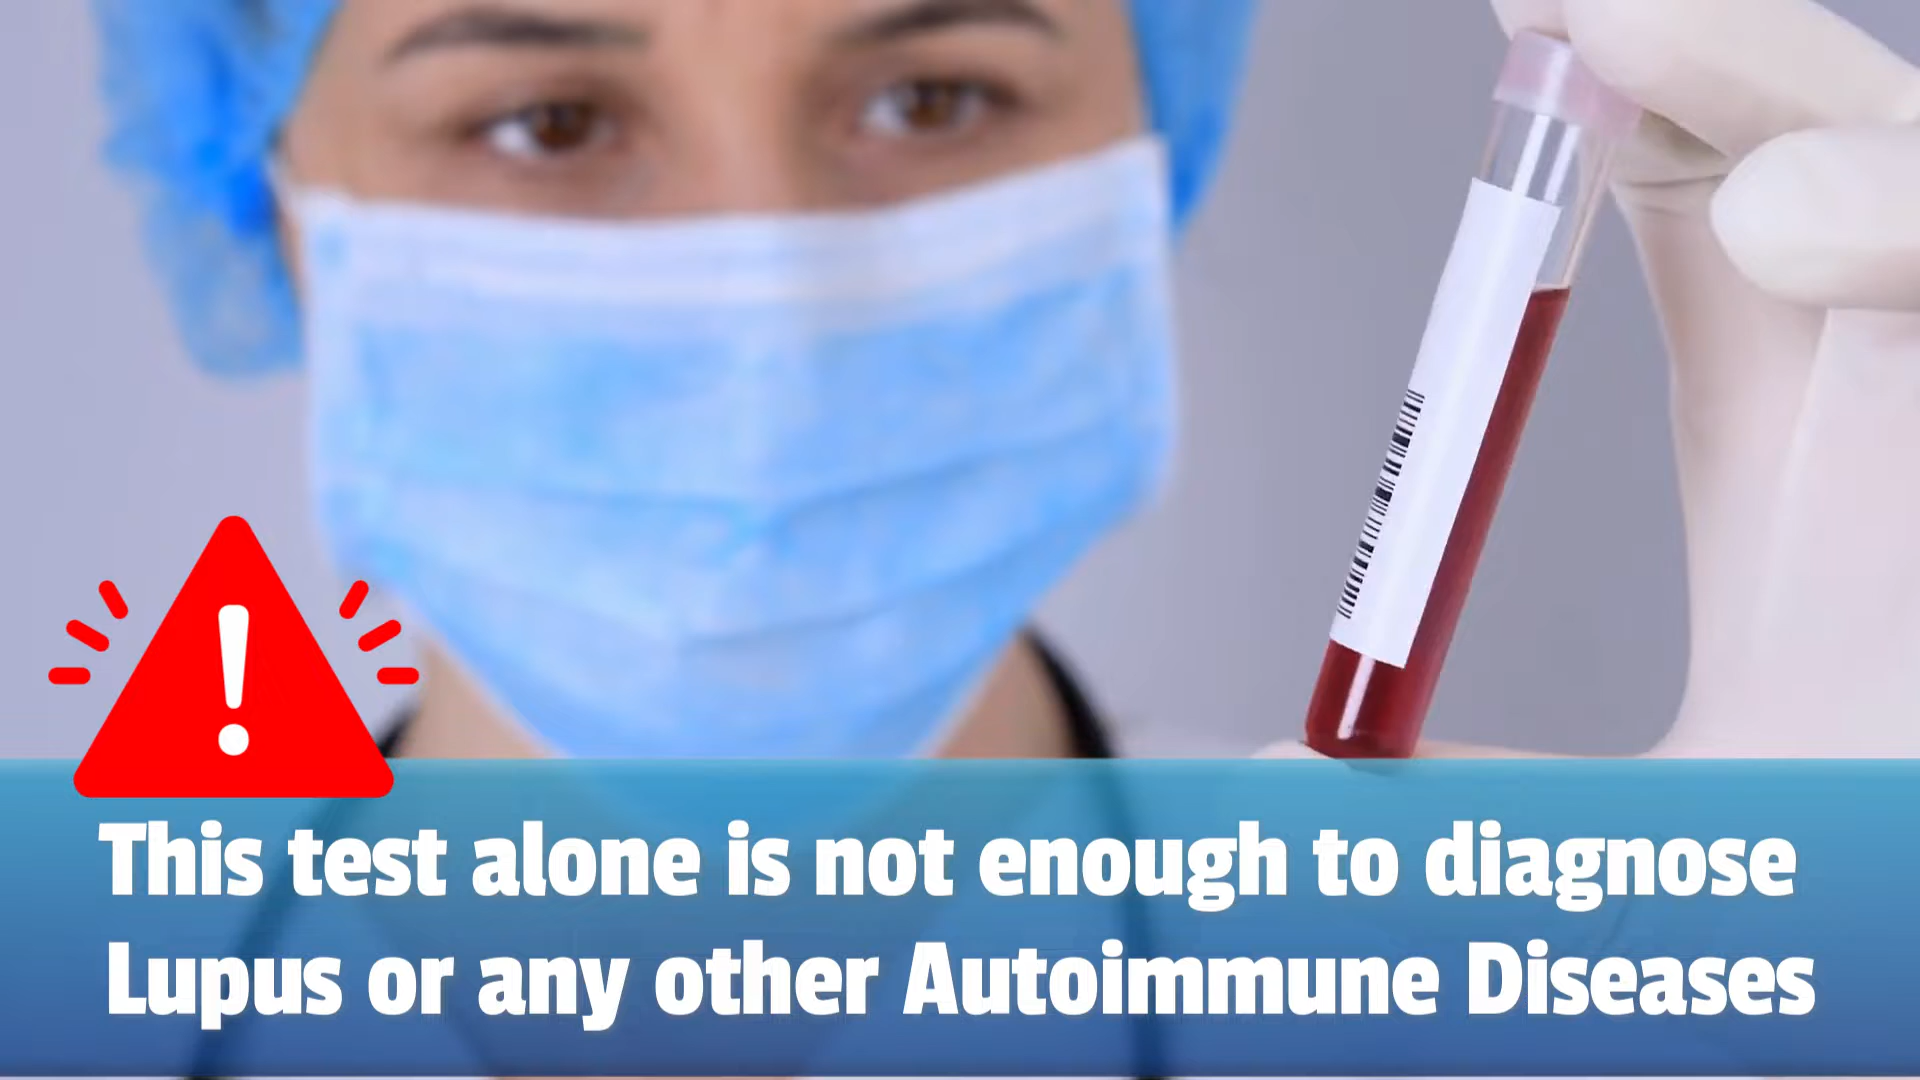 This test alone is not enough to diagnose
Lupus or any other Autoimmune Diseases